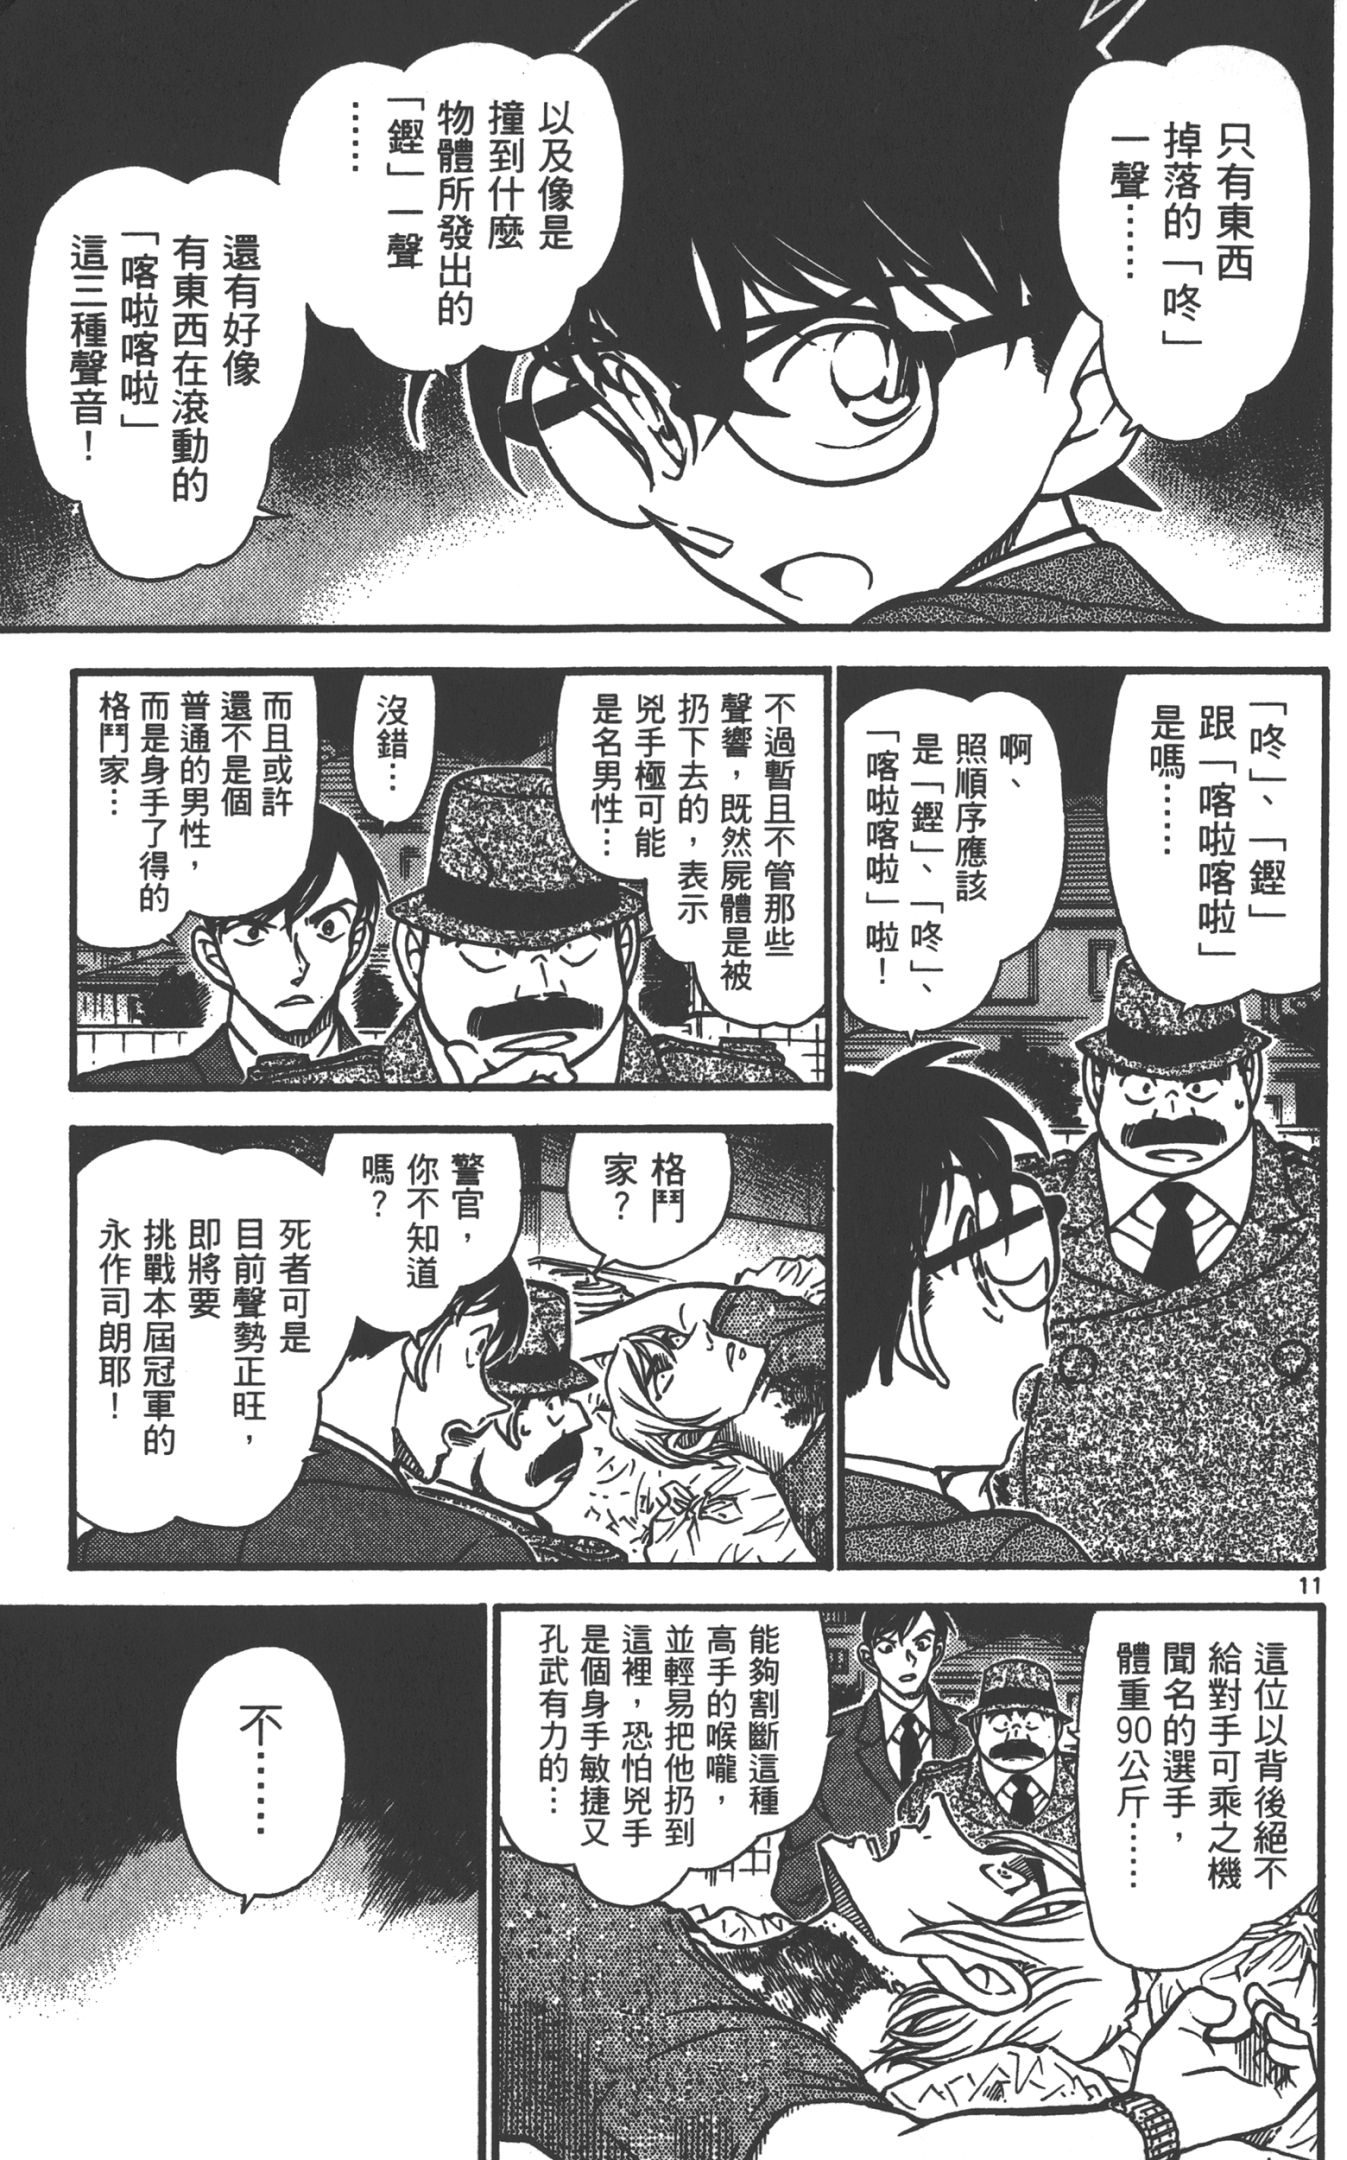 只有東西
掉落的「咚」
一聲……
以及像是
撞到什麼
物體所發出的
「鏗」一聲
……
還有好像
有東西在滾動的
「喀啦喀啦」
這三種聲音！
「咚」、「鏗」
跟「喀啦喀啦」
是嗎……
啊、
照順序應該
是「鏗」、「咚」、
「喀啦喀啦」啦！
不過暫且不管那些
聲響，既然屍體是被
扔下去的，表示
兇手極可能
是名男性…
沒錯…
而且或許
還不是個
普通的男性，
而是身手了得的
格鬥家…
格鬥
家？
警官，
你不知道
嗎？
死者可是
目前聲勢正旺，
即將要
挑戰本屆冠軍的
永作司朗耶！
11
這位以背後絕不
給對手可乘之機
聞名的選手，
體重90公斤……
能夠割斷這種
高手的喉嚨，
並輕易把他扔到
這裡，恐怕兇手
是個身手敏捷又
孔武有力的…
不……